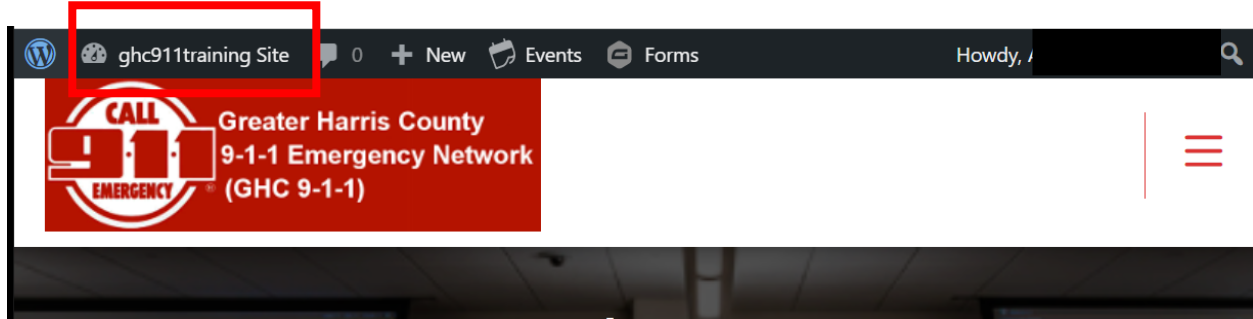 ghc911training Site 0 New Events Forms Howdy,
CALL
9·1·1
EMERGENCY
Greater Harris County
9-1-1 Emergency Network
(GHC 9-1-1)